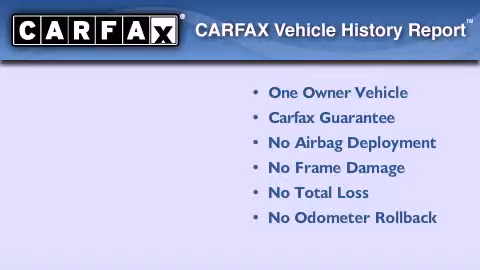 CARFAX® CARFAX Vehicle History Report™
• One Owner Vehicle
• Carfax Guarantee
• No Airbag Deployment
• No Frame Damage
• No Total Loss
• No Odometer Rollback